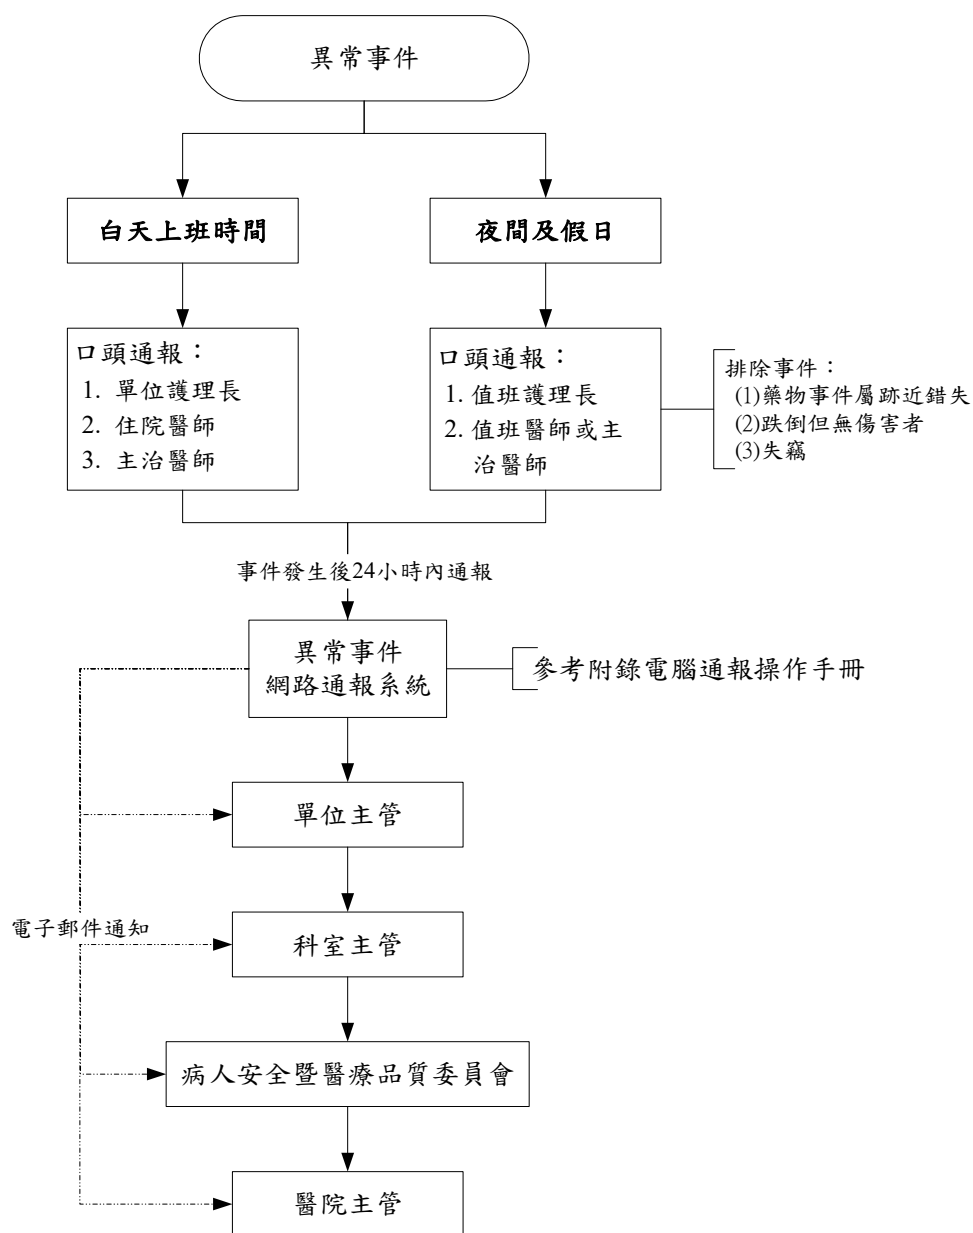 異常事件
白天上班時間
夜間及假日
口頭通報：
1. 單位護理長
2. 住院醫師
3. 主治醫師
口頭通報：
1. 值班護理長
2. 值班醫師或主
治醫師
排除事件：
(1)藥物事件屬跡近錯失
(2)跌倒但無傷害者
(3)失竊
事件發生後24小時內通報
異常事件
網路通報系統
參考附錄電腦通報操作手冊
單位主管
電子郵件通知
科室主管
病人安全暨醫療品質委員會
醫院主管